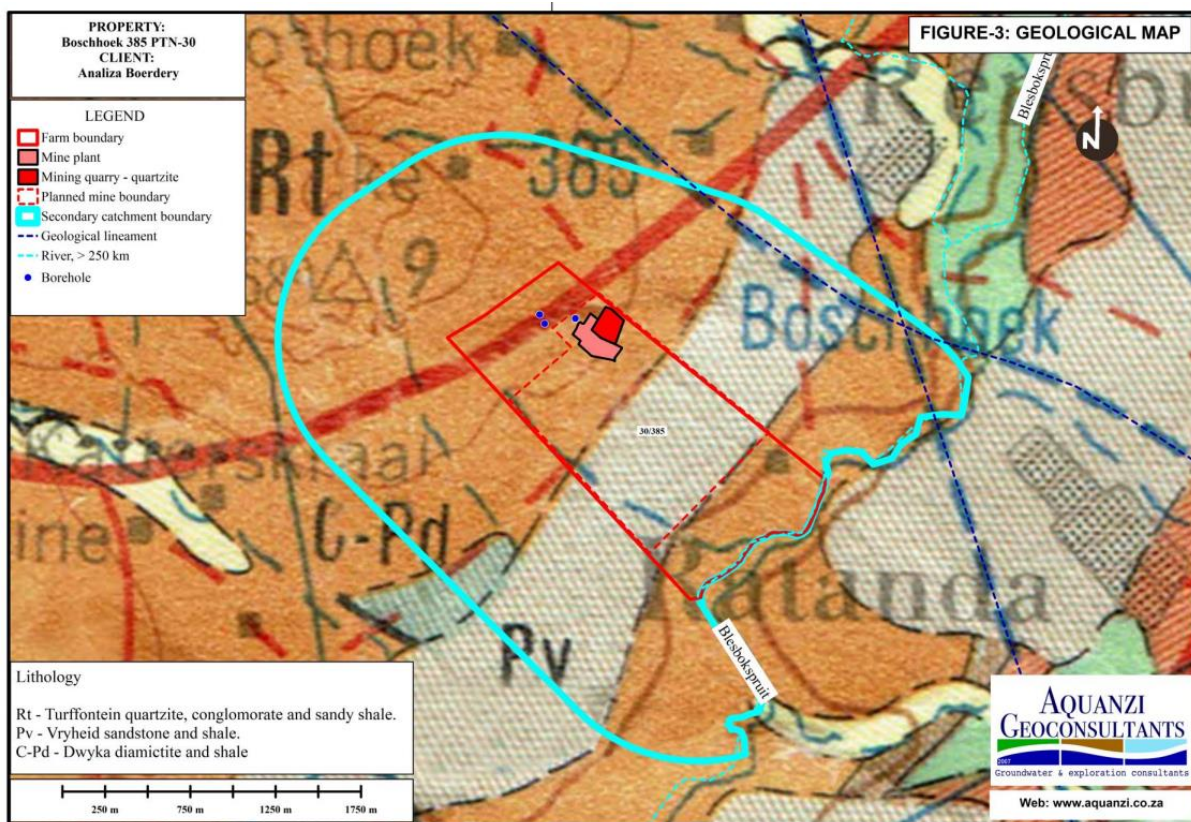 PROPERTY:
Boschhoek 385 PTN-30
CLIENT:
Analiza Boerdery
FIGURE-3: GEOLOGICAL MAP
LEGEND
Farm boundary
Mine plant
Mining quarry - quartzite
Planned mine boundary
Secondary catchment boundary
Geological lineament
River, > 250 km
Borehole
Blesbokspr
N
Rt
385
9
Boschhoek
30/385
C-Pd
Ratanda
Pv
Blesbokspruit
Lithology
Rt - Turffontein quartzite, conglomorate and sandy shale.
Pv - Vryheid sandstone and shale.
C-Pd - Dwyka diamictite and shale
250 m 750 m 1250 m 1750 m
AQUANZI
GEOCONSULTANTS
2007
Groundwater & exploration consultants
Web: www.aquanzi.co.za